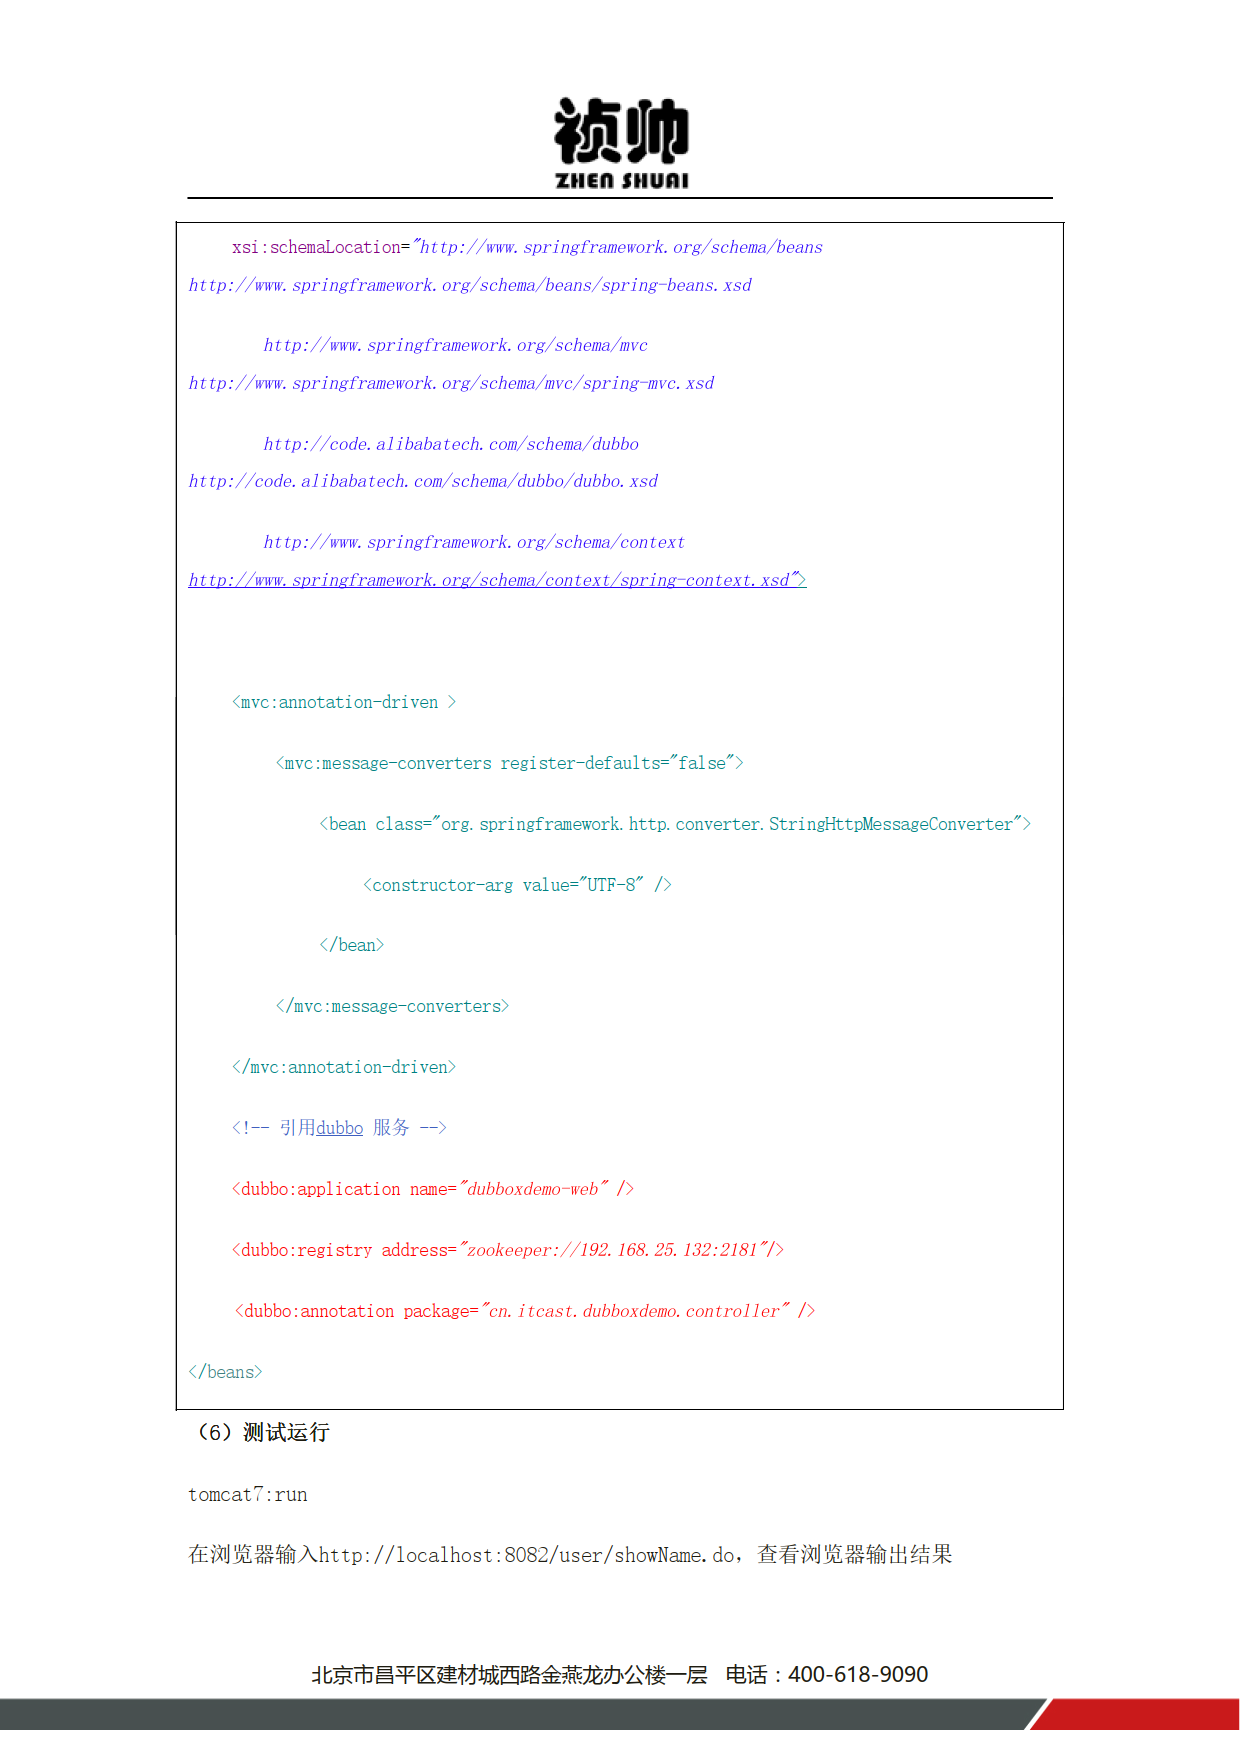 祯帅
ZHEN SHUAI
xsi:schemaLocation="http://www.springframework.org/schema/beans
http://www.springframework.org/schema/beans/spring-beans.xsd
http://www.springframework.org/schema/mvc
http://www.springframework.org/schema/mvc/spring-mvc.xsd
http://code.alibabatech.com/schema/dubbo
http://code.alibabatech.com/schema/dubbo/dubbo.xsd
http://www.springframework.org/schema/context
http://www.springframework.org/schema/context/spring-context.xsd">
<mvc:annotation-driven >
<mvc:message-converters register-defaults="false">
<bean class="org.springframework.http.converter.StringHttpMessageConverter">
<constructor-arg value="UTF-8" />
</bean>
</mvc:message-converters>
</mvc:annotation-driven>
<!-- 引用dubbo 服务 -->
<dubbo:application name="dubboxdemo-web" />
<dubbo:registry address="zookeeper://192.168.25.132:2181"/>
<dubbo:annotation package="cn.itcast.dubboxdemo.controller" />
</beans>
（6）测试运行
tomcat7:run
在浏览器输入http://localhost:8082/user/showName.do，查看浏览器输出结果
北京市昌平区建材城西路金燕龙办公楼一层 电话：400-618-9090